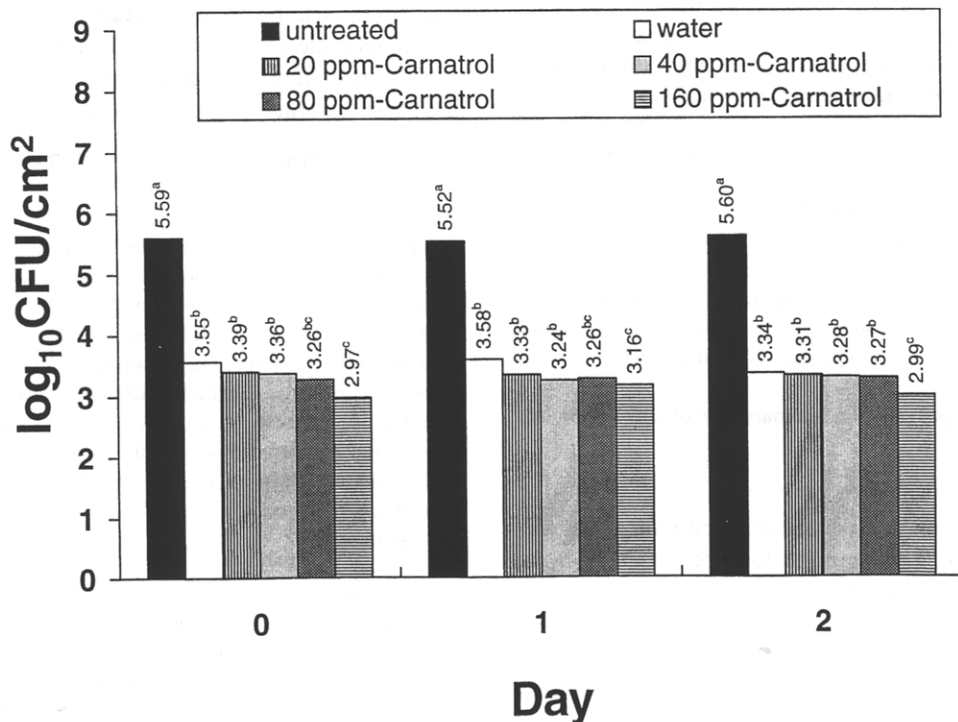 log₁₀CFU/cm²
9
8
7
6
5
4
3
2
1
0
untreated water
20 ppm-Carnatrol 40 ppm-Carnatrol
80 ppm-Carnatrol 160 ppm-Carnatrol
5.59ᵃ
3.55ᵇ
3.39ᵇ
3.36ᵇ
3.26ᵇᶜ
2.97ᶜ
5.52ᵃ
3.58ᵇ
3.33ᵇ
3.24ᵇ
3.26ᵇᶜ
3.16ᶜ
5.60ᵃ
3.34ᵇ
3.31ᵇ
3.28ᵇ
3.27ᵇ
2.99ᶜ
0 1 2
Day